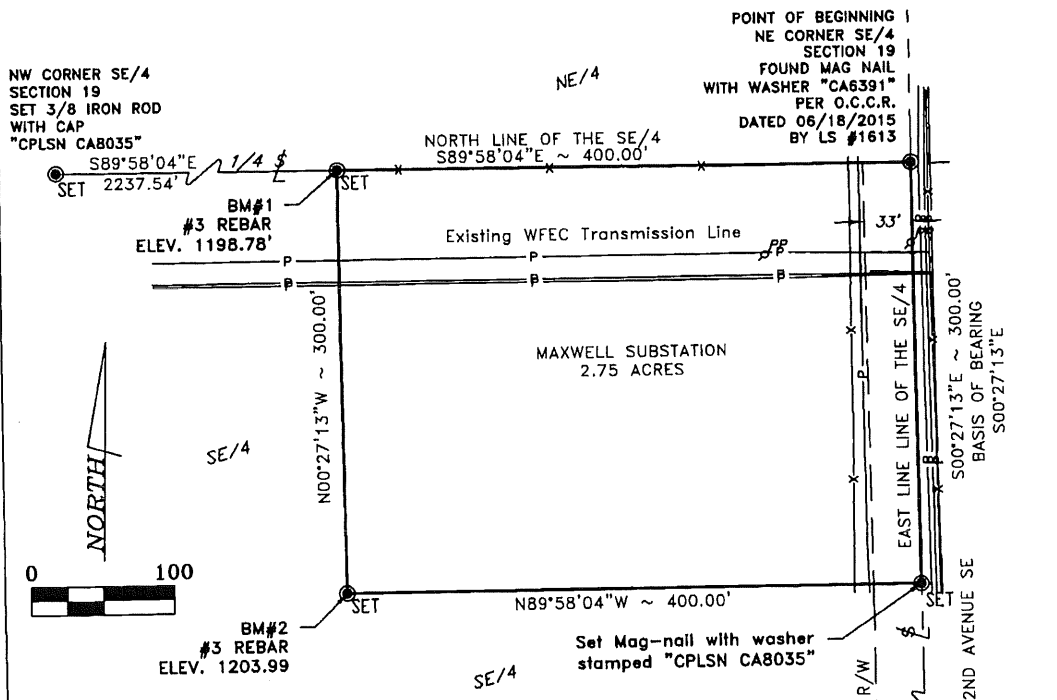 POINT OF BEGINNING
NE CORNER SE/4
SECTION 19
FOUND MAG NAIL
WITH WASHER "CA6391"
PER O.C.C.R.
DATED 06/18/2015
BY LS #1613
NW CORNER SE/4
SECTION 19
SET 3/8 IRON ROD
WITH CAP
"CPLSN CA8035"
NE/4
NORTH LINE OF THE SE/4
S89°58'04"E ~ 400.00'
S89°58'04"E
2237.54'
1/4
SET
SET
BM#1
#3 REBAR
ELEV. 1198.78'
33'
Existing WFEC Transmission Line
PP
P
P
P
B
B
B
N00°27'13"W ~ 300.00'
MAXWELL SUBSTATION
2.75 ACRES
P
EAST LINE LINE OF THE SE/4
S00°27'13"E ~ 300.00'
BASIS OF BEARING
S00°27'13"E
SE/4
NORTH
0 100
SET
N89°58'04"W ~ 400.00'
SET
BM#2
#3 REBAR
ELEV. 1203.99
Set Mag-nail with washer
stamped "CPLSN CA8035"
SE/4
R/W
2ND AVENUE SE